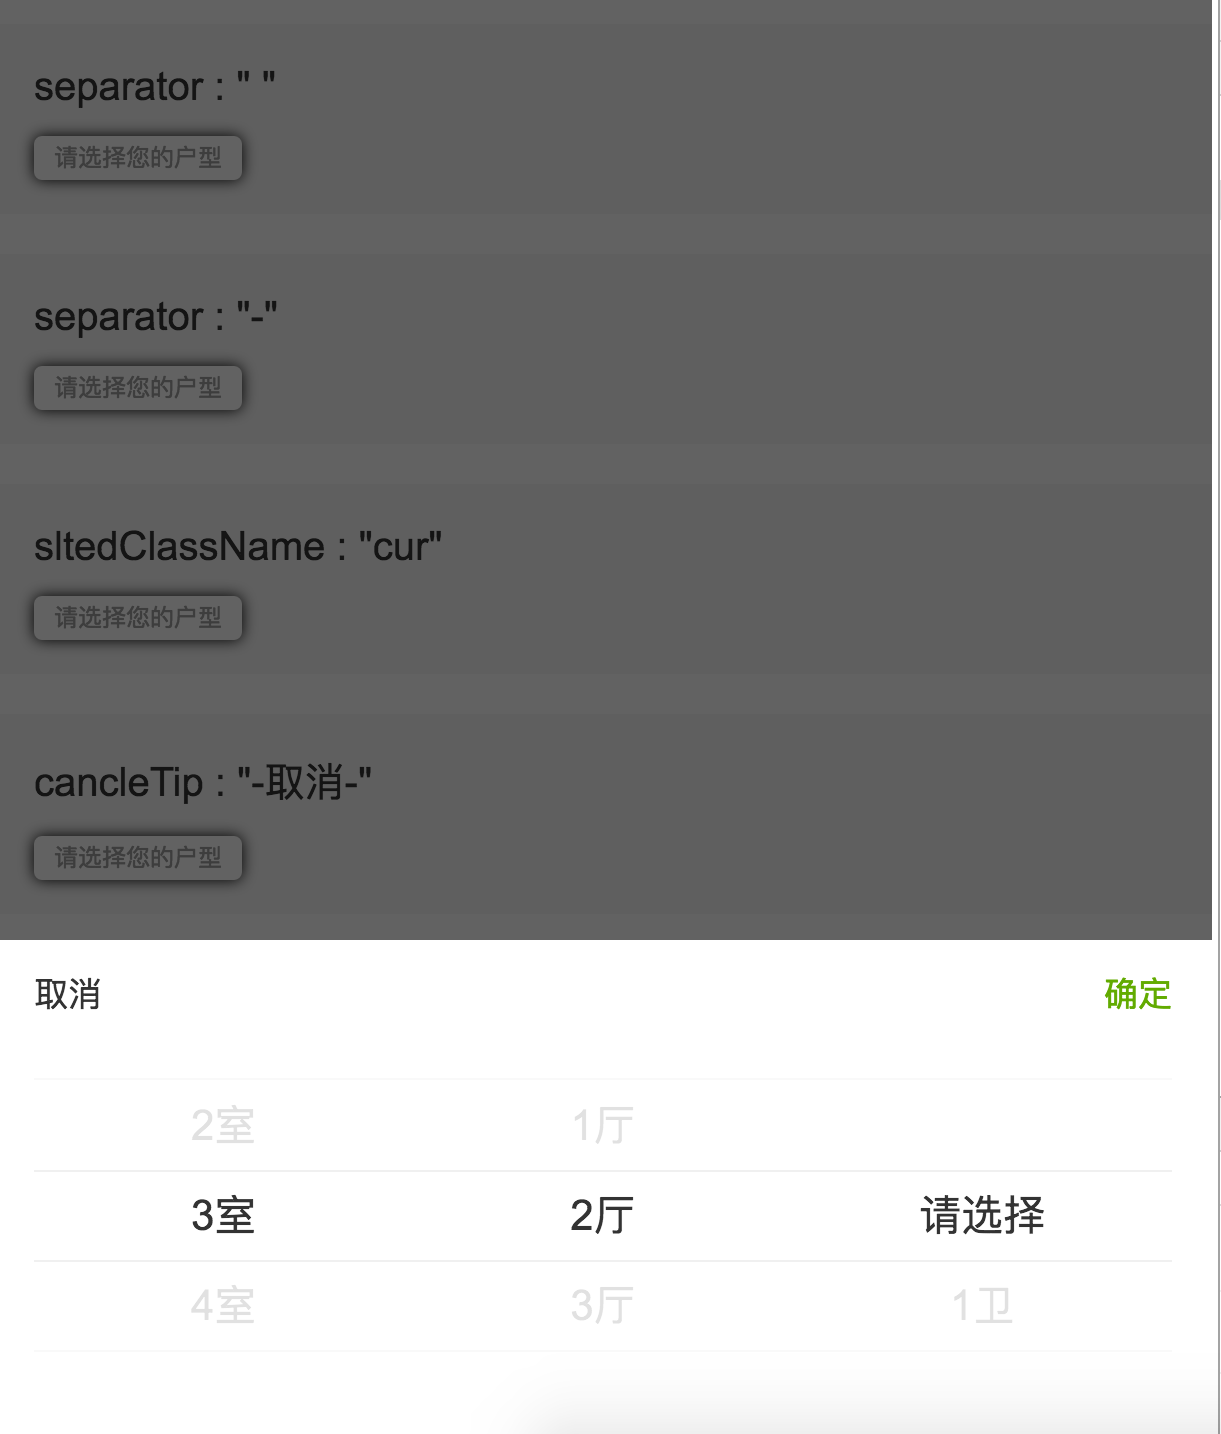 separator : " "
请选择您的户型
separator : "-"
请选择您的户型
sltedClassName : "cur"
请选择您的户型
cancleTip : "-取消-"
请选择您的户型
取消 确定
2室 1厅
3室 2厅 请选择
4室 3厅 1卫